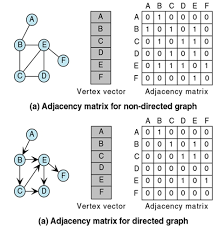 A
B E
F
C D
A
B
C
D
E
F
Vertex vector
A B C D E F
A 0 1 0 0 0 0
B 1 0 1 0 1 0
C 0 1 0 1 1 0
D 0 0 1 0 1 0
E 0 1 1 1 0 1
F 0 0 0 0 1 0
Adjacency matrix
(a) Adjacency matrix for non-directed graph
A
B E
F
C D
A
B
C
D
E
F
Vertex vector
A B C D E F
A 0 1 0 0 0 0
B 0 0 1 0 1 0
C 0 0 0 1 1 0
D 0 0 0 0 0 0
E 0 0 0 1 0 1
F 0 0 0 0 0 0
Adjacency matrix
(a) Adjacency matrix for directed graph